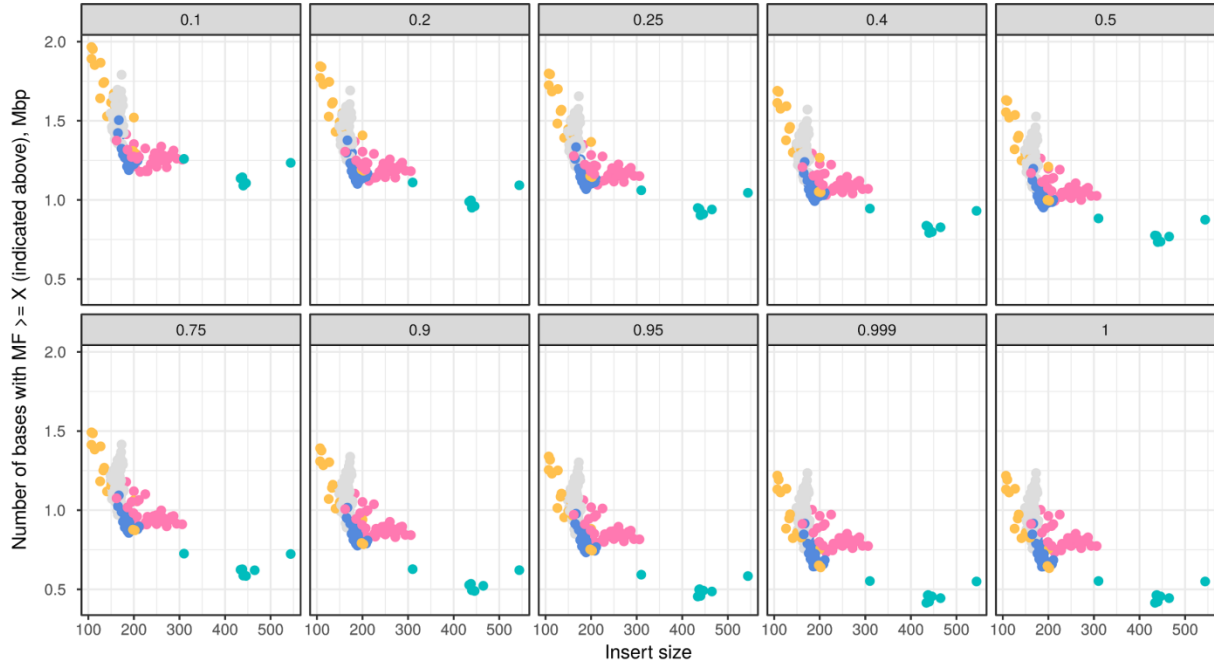 0.1 0.2 0.25 0.4 0.5
2.0
1.5
1.0
0.5
0.75 0.9 0.95 0.999 1
2.0
1.5
1.0
0.5
100 200 300 400 500 100 200 300 400 500 100 200 300 400 500 100 200 300 400 500 100 200 300 400 500
Insert size
Number of bases with MF >= X (indicated above), Mbp